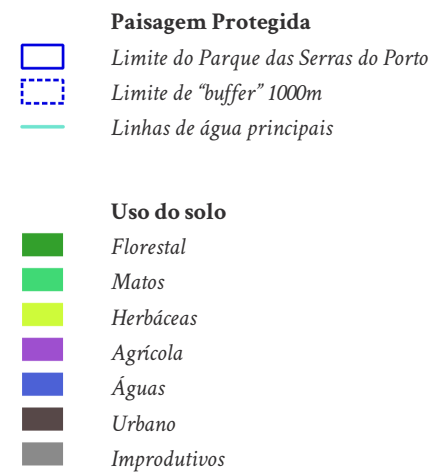 Paisagem Protegida
Limite do Parque das Serras do Porto
Limite de “buffer” 1000m
Linhas de água principais
Uso do solo
Florestal
Matos
Herbáceas
Agrícola
Águas
Urbano
Improdutivos